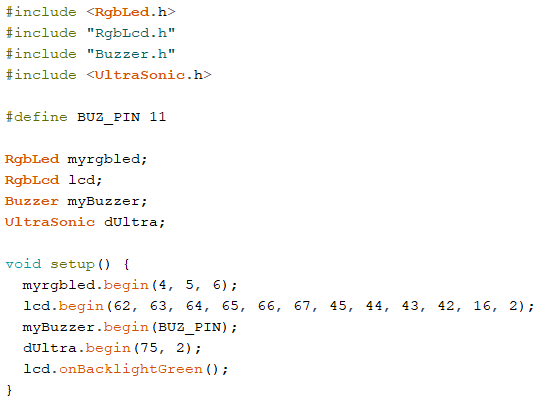 #include <RgbLed.h>
#include "RgbLcd.h"
#include "Buzzer.h"
#include <UltraSonic.h>

#define BUZ_PIN 11

RgbLed myrgbled;
RgbLcd lcd;
Buzzer myBuzzer;
UltraSonic dUltra;

void setup() {
  myrgbled.begin(4, 5, 6);
  lcd.begin(62, 63, 64, 65, 66, 67, 45, 44, 43, 42, 16, 2);
  myBuzzer.begin(BUZ_PIN);
  dUltra.begin(75, 2);
  lcd.onBacklightGreen();
}